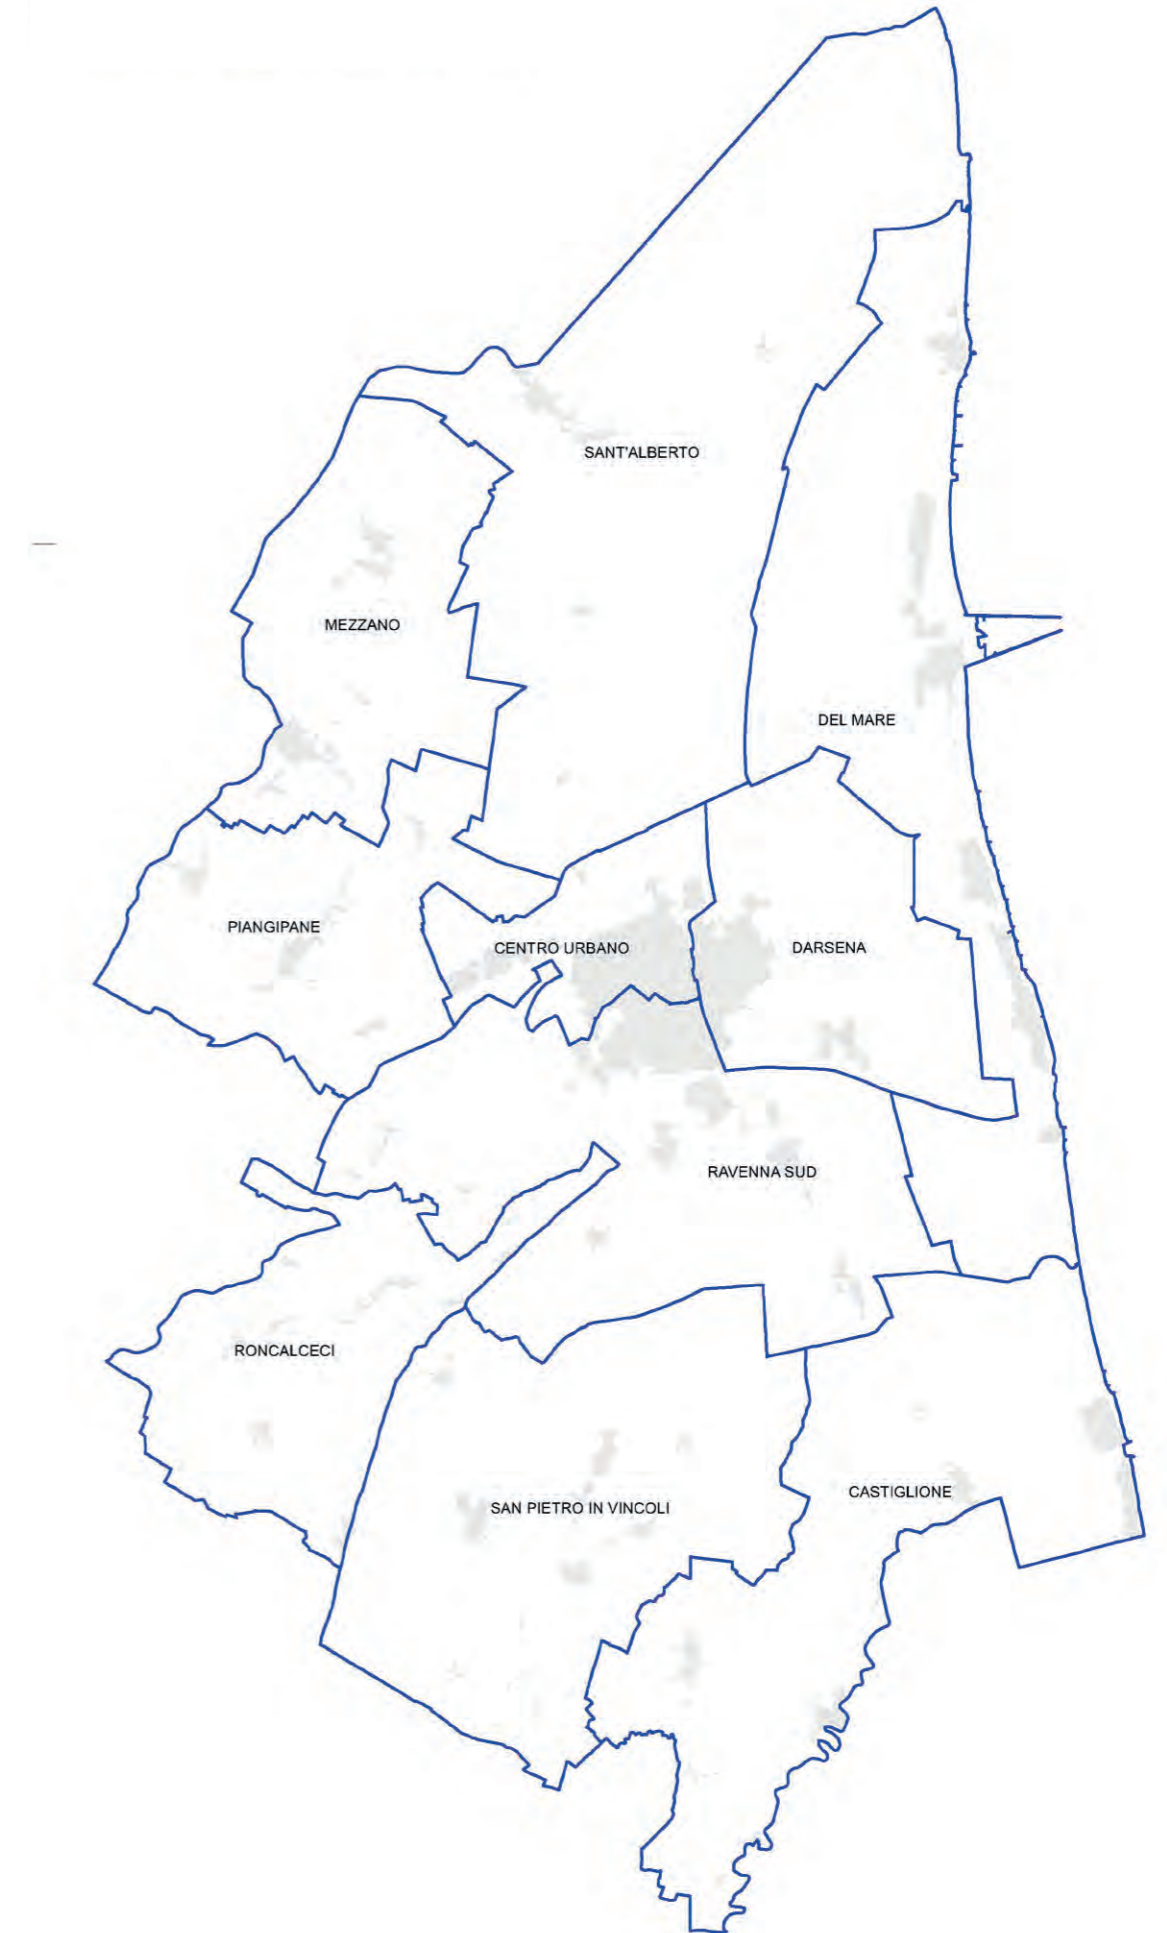 SANT'ALBERTO
MEZZANO
DEL MARE
PIANGIPANE
CENTRO URBANO
DARSENA
RAVENNA SUD
RONCALCECI
CASTIGLIONE
SAN PIETRO IN VINCOLI